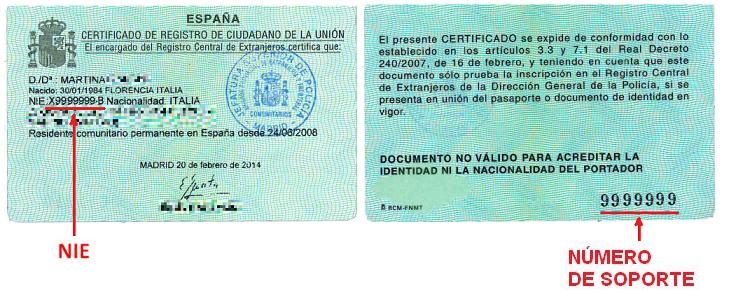 ESPAÑA
CERTIFICADO DE REGISTRO DE CIUDADANO DE LA UNIÓN
El encargado del Registro Central de Extranjeros certifica que:
D./Dª : MARTINA
Nacido: 30/01/1984 FLORENCIA ITALIA
NIE:X9999999-B Nacionalidad: ITALIA
Residente comunitario permanente en España desde 24/06/2008
MADRID 20 de febrero de 2014
JEFATURA SUPERIOR DE POLICIA
COMUNITARIOS
MADRID
NIE
El presente CERTIFICADO se expide de conformidad con lo
establecido en los artículos 3.3 y 7.1 del Real Decreto
240/2007, de 16 de febrero, y teniendo en cuenta que este
documento sólo prueba la inscripción en el Registro Central
de Extranjeros de la Dirección General de la Policía, si se
presenta en unión del pasaporte o documento de identidad en
vigor.
DOCUMENTO NO VÁLIDO PARA ACREDITAR LA
IDENTIDAD NI LA NACIONALIDAD DEL PORTADOR
RCM-FNMT
9999999
NÚMERO
DE SOPORTE